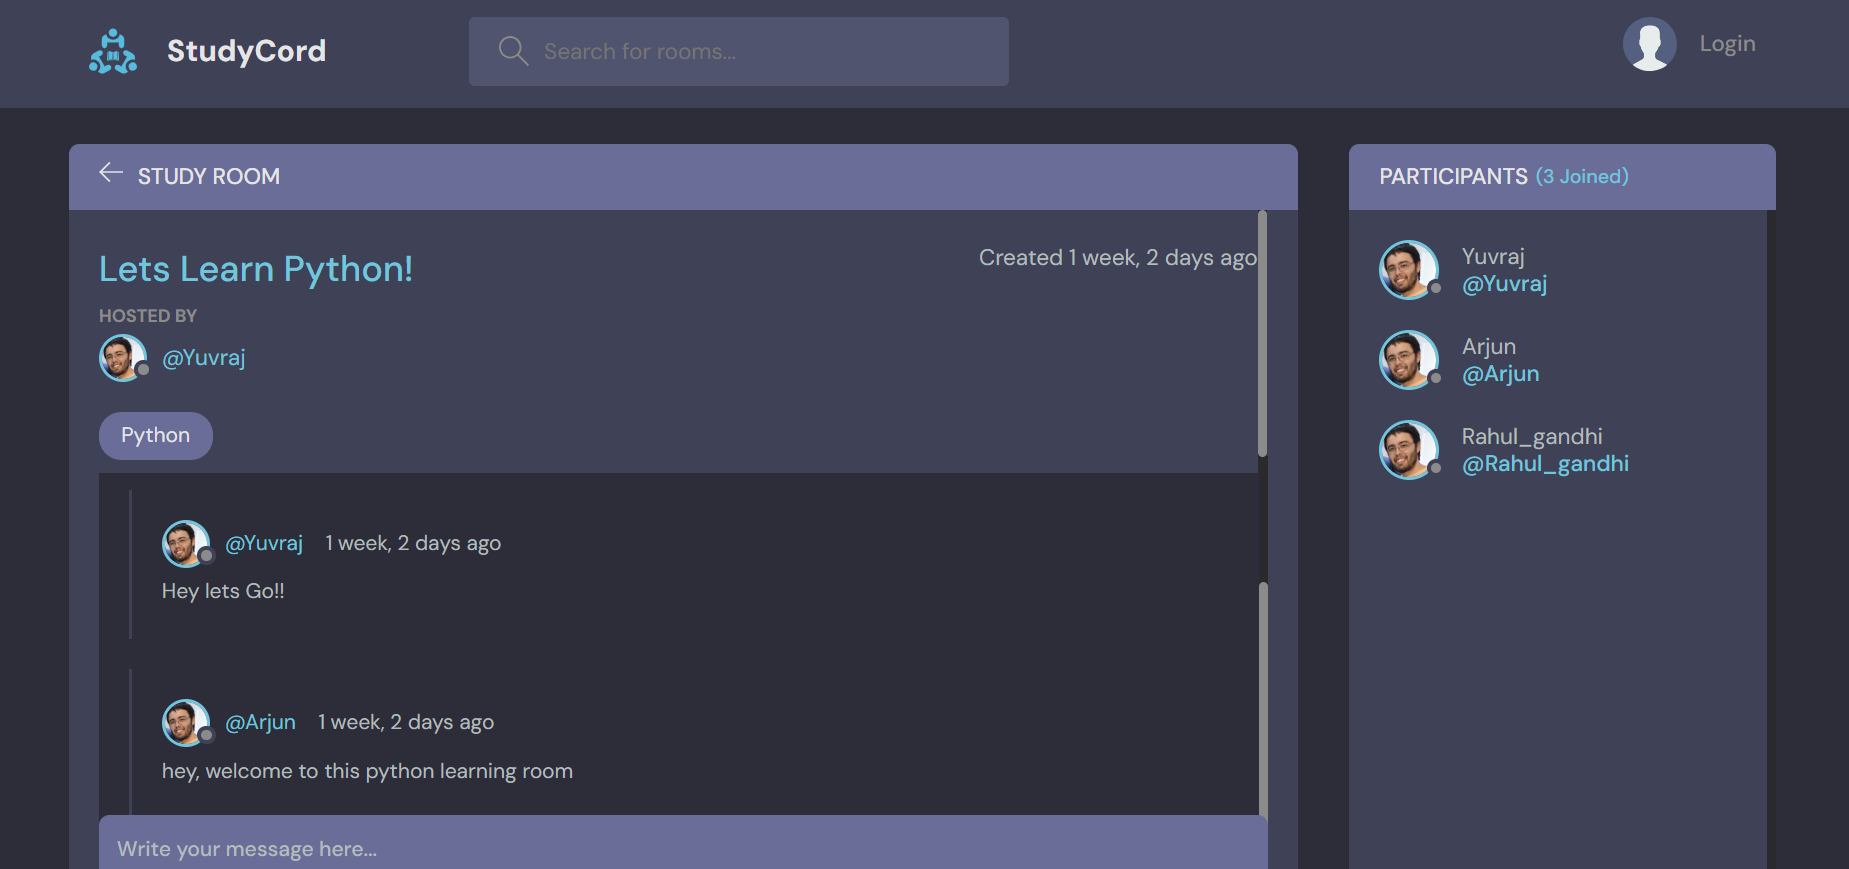 StudyCord
Search for rooms...
Login
STUDY ROOM
Lets Learn Python!
Created 1 week, 2 days ago
HOSTED BY
@Yuvraj
Python
@Yuvraj 1 week, 2 days ago
Hey lets Go!!
@Arjun 1 week, 2 days ago
hey, welcome to this python learning room
Write your message here...
PARTICIPANTS (3 Joined)
Yuvraj
@Yuvraj
Arjun
@Arjun
Rahul_gandhi
@Rahul_gandhi